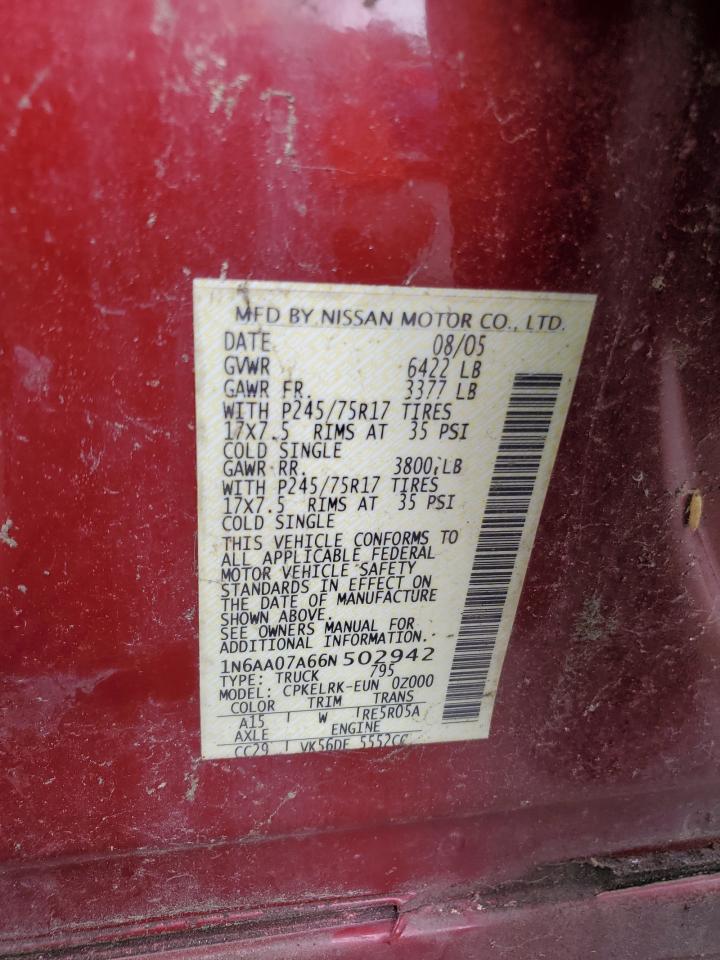 MFD BY NISSAN MOTOR CO., LTD.
DATE 08/05
GVWR 6422 LB
GAWR FR. 3377 LB
WITH P245/75R17 TIRES
17X7.5 RIMS AT 35 PSI
COLD SINGLE
GAWR RR. 3800 LB
WITH P245/75R17 TIRES
17X7.5 RIMS AT 35 PSI
COLD SINGLE
THIS VEHICLE CONFORMS TO
ALL APPLICABLE FEDERAL
MOTOR VEHICLE SAFETY
STANDARDS IN EFFECT ON
THE DATE OF MANUFACTURE
SHOWN ABOVE.
SEE OWNERS MANUAL FOR
ADDITIONAL INFORMATION.
1N6AA07A66N502942
TYPE: TRUCK 795
MODEL: CPKELRK-EUN 0Z000
COLOR TRIM TRANS
A15 W RE5R05A
AXLE ENGINE
CC29 VK56DE 5552CC